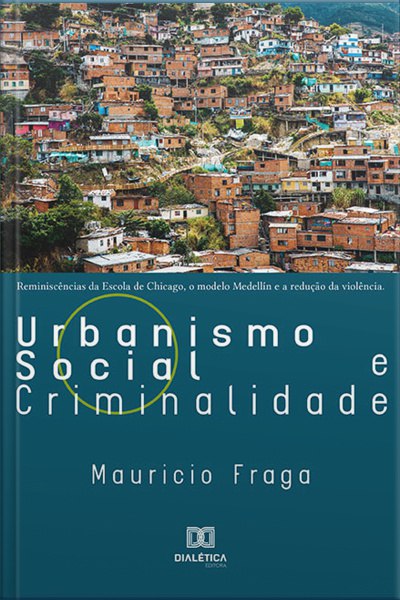 Reminiscências da Escola de Chicago, o modelo Medellín e a redução da violência.
Urbanismo
Social e
Criminalidade
Mauricio Fraga
DIALÉTICA
EDITORA